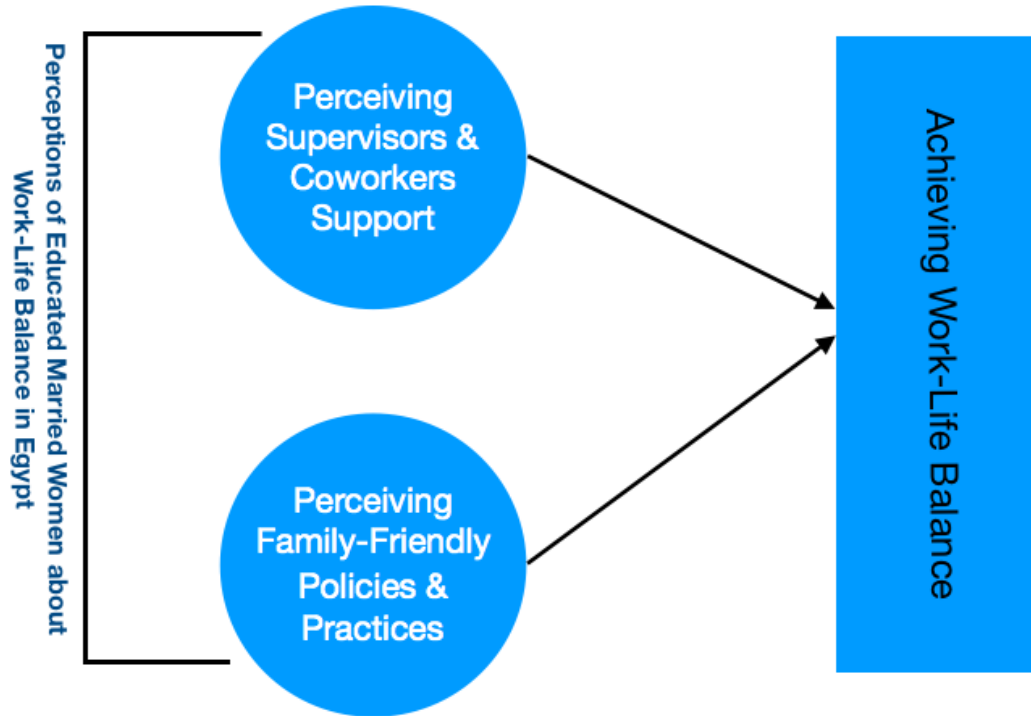 Perceptions of Educated Married Women about
Work-Life Balance in Egypt
Perceiving
Supervisors &
Coworkers
Support
Perceiving
Family-Friendly
Policies &
Practices
Achieving Work-Life Balance